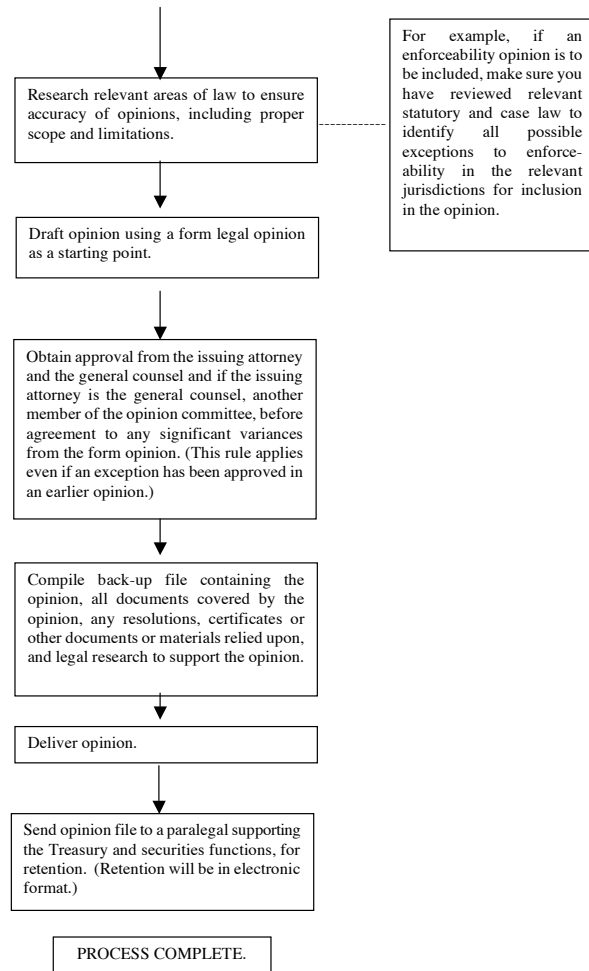 Research relevant areas of law to ensure
accuracy of opinions, including proper
scope and limitations.
For example, if an
enforceability opinion is to
be included, make sure you
have reviewed relevant
statutory and case law to
identify all possible
exceptions to enforce-
ability in the relevant
jurisdictions for inclusion
in the opinion.
Draft opinion using a form legal opinion
as a starting point.
Obtain approval from the issuing attorney
and the general counsel and if the issuing
attorney is the general counsel, another
member of the opinion committee, before
agreement to any significant variances
from the form opinion. (This rule applies
even if an exception has been approved in
an earlier opinion.)
Compile back-up file containing the
opinion, all documents covered by the
opinion, any resolutions, certificates or
other documents or materials relied upon,
and legal research to support the opinion.
Deliver opinion.
Send opinion file to a paralegal supporting
the Treasury and securities functions, for
retention. (Retention will be in electronic
format.)
PROCESS COMPLETE.